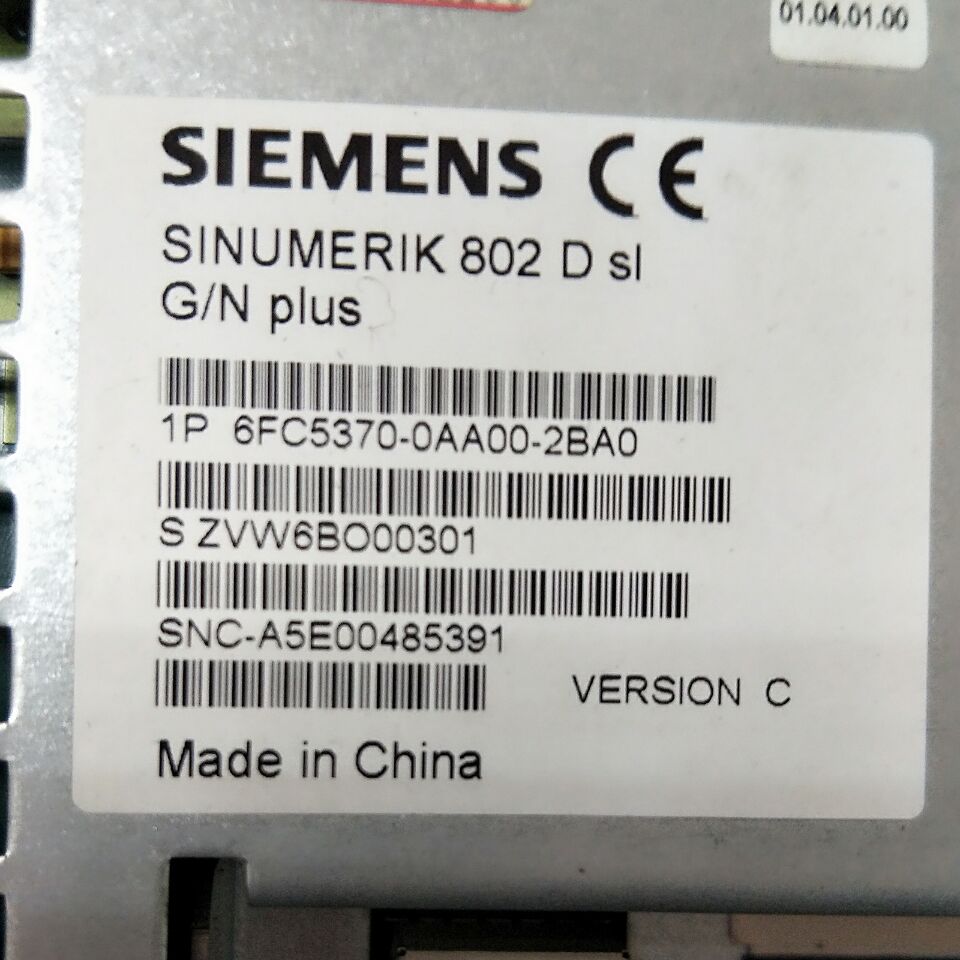 01.04.01.00
SIEMENS CE
SINUMERIK 802 D sl
G/N plus
1P 6FC5370-0AA00-2BA0
S ZVW6BO00301
SNC-A5E00485391
VERSION C
Made in China